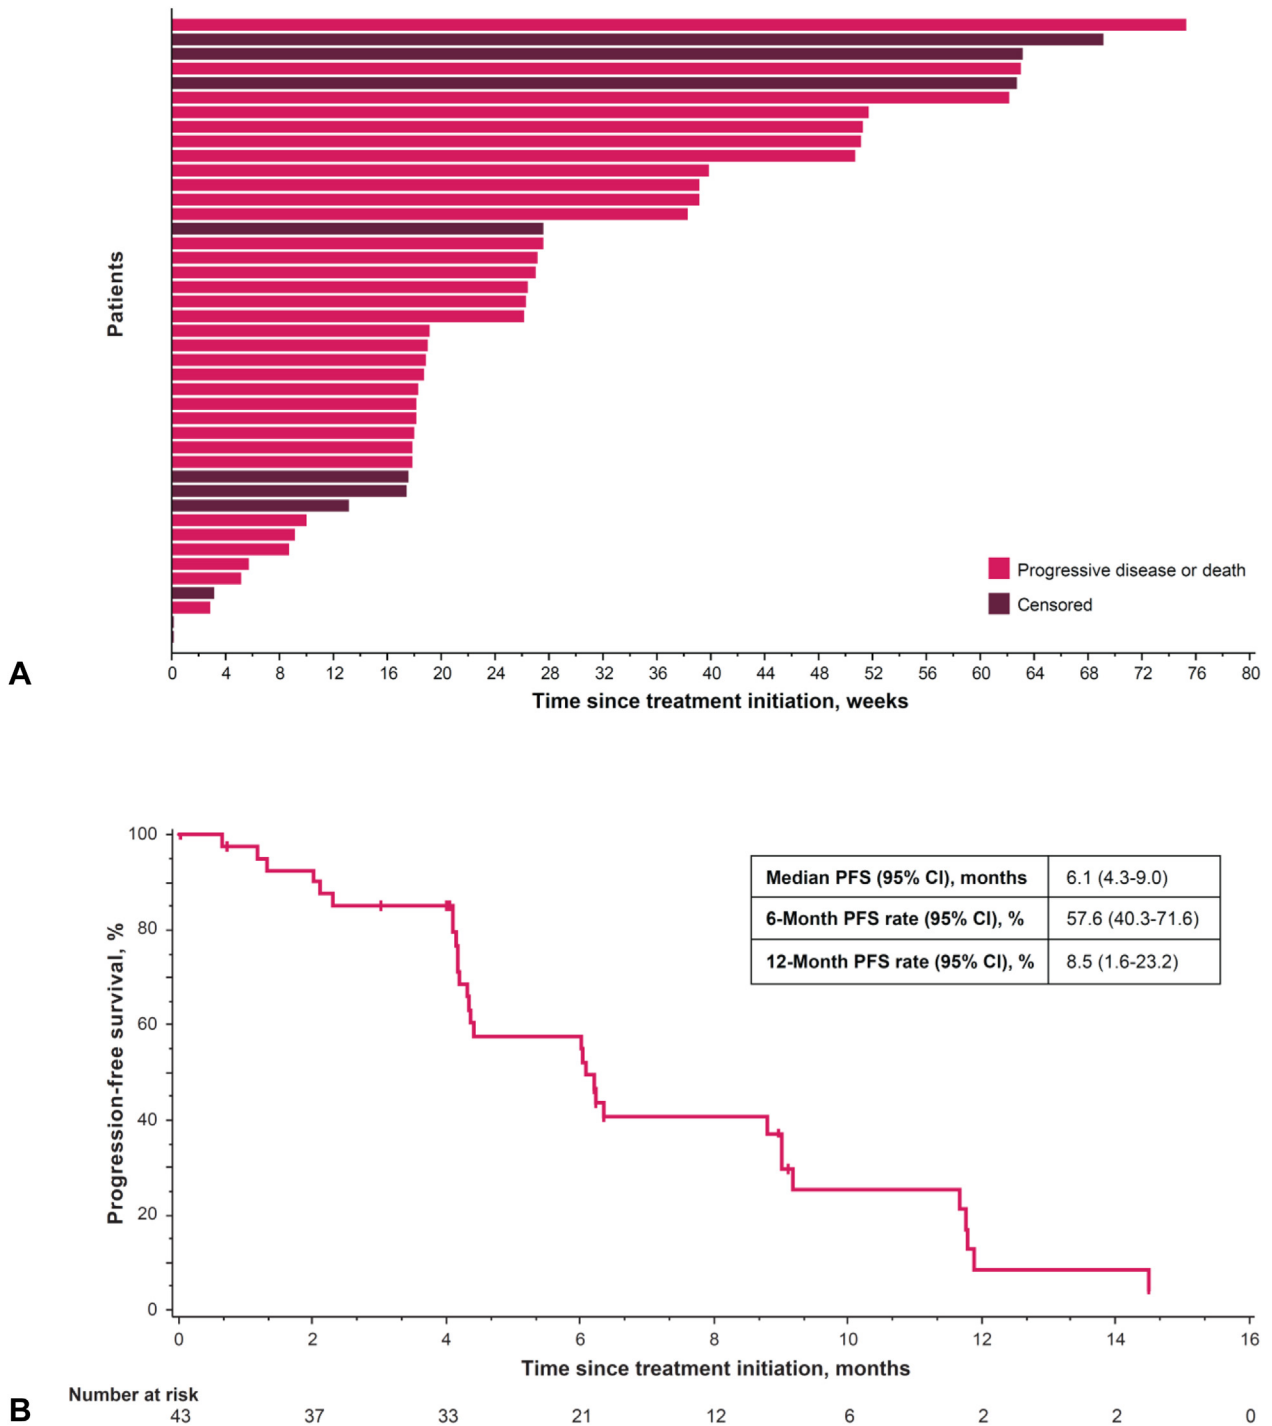 Patients
Progressive disease or death
Censored
A
0 4 8 12 16 20 24 28 32 36 40 44 48 52 56 60 64 68 72 76 80
Time since treatment initiation, weeks
100
80
60
40
20
0
Progression-free survival, %
Median PFS (95% CI), months 6.1 (4.3-9.0)
6-Month PFS rate (95% CI), % 57.6 (40.3-71.6)
12-Month PFS rate (95% CI), % 8.5 (1.6-23.2)
0 2 4 6 8 10 12 14 16
Time since treatment initiation, months
Number at risk
B
43 37 33 21 12 6 2 2 0